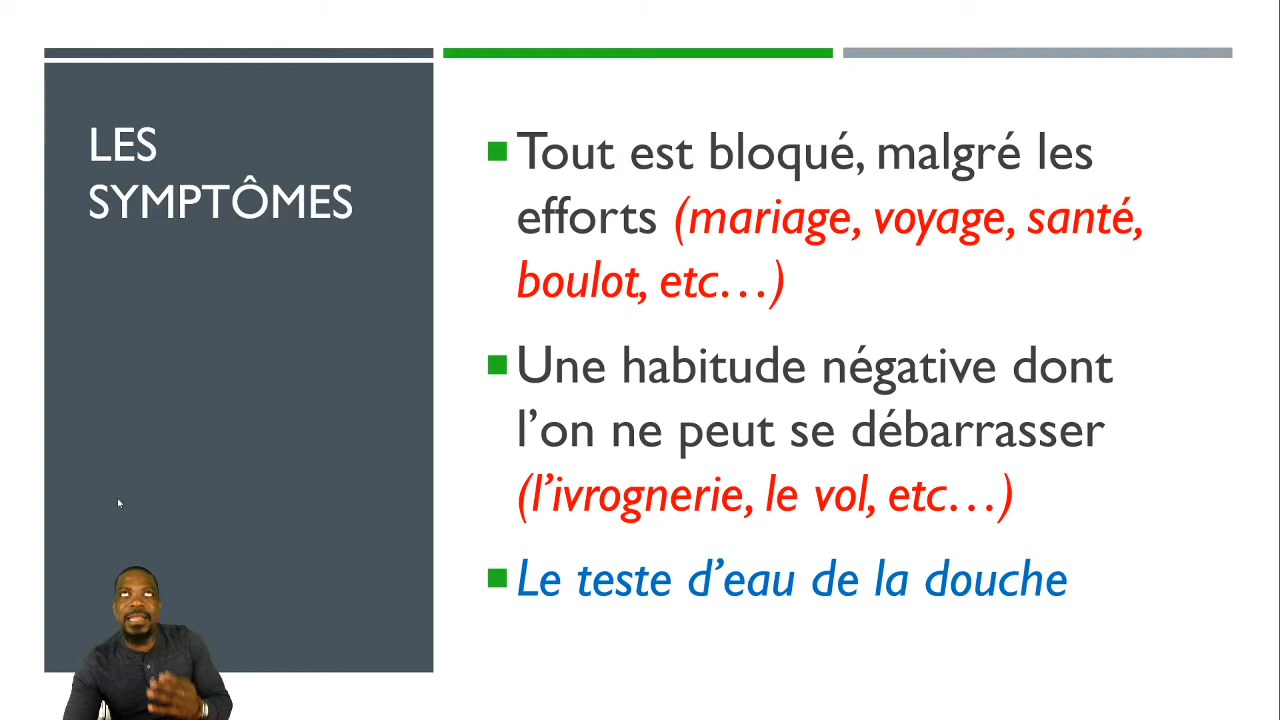 LES
SYMPTÔMES
Tout est bloqué, malgré les
efforts (mariage, voyage, santé,
boulot, etc…)
Une habitude négative dont
l’on ne peut se débarrasser
(l’ivrognerie, le vol, etc…)
Le teste d’eau de la douche